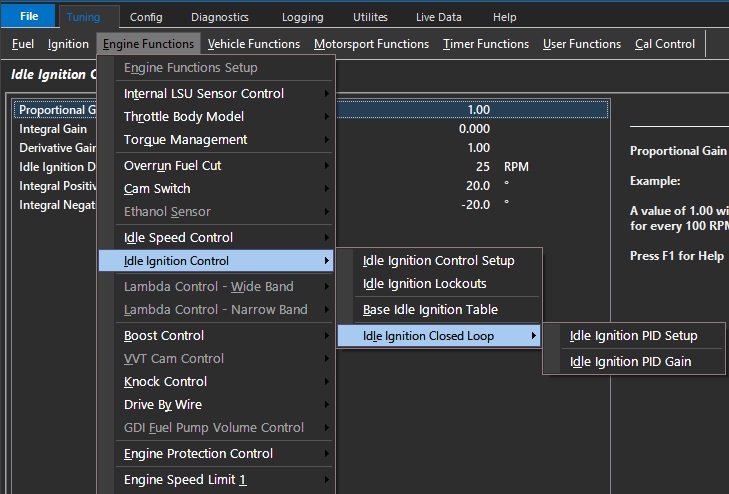 File Tuning Config Diagnostics Logging Utilites Live Data Help
Fuel Ignition Engine Functions Vehicle Functions Motorsport Functions Timer Functions User Functions Cal Control
Idle Ignition C
Engine Functions Setup
Internal LSU Sensor Control
Throttle Body Model
Torque Management
Overrun Fuel Cut
Cam Switch
Ethanol Sensor
Idle Speed Control
Idle Ignition Control
Lambda Control - Wide Band
Lambda Control - Narrow Band
Boost Control
VVT Cam Control
Knock Control
Drive By Wire
GDI Fuel Pump Volume Control
Engine Protection Control
Engine Speed Limit 1
Idle Ignition Control Setup
Idle Ignition Lockouts
Base Idle Ignition Table
Idle Ignition Closed Loop
Idle Ignition PID Setup
Idle Ignition PID Gain
Proportional G 1.00
Integral Gain 0.000
Derivative Gai 1.00
Idle Ignition D 25 RPM
Integral Positiv 20.0 °
Integral Negat -20.0 °
Proportional Gain
Example:
A value of 1.00 wi
for every 100 RPM
Press F1 for Help